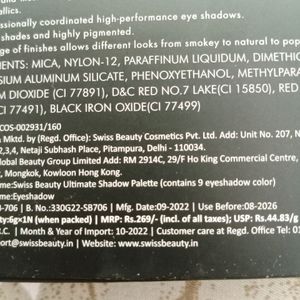 allics.
essionally coordinated high-performance eye shadows.
shades and highly pigmented.
ge of finishes allows different looks from smokey to natural to pop
ENTS: MICA, NYLON-12, PARAFFINUM LIQUIDUM, DIMETHIC
SIUM ALUMINUM SILICATE, PHENOXYETHANOL, METHYLPARA
M DIOXIDE (CI 77891), D&C RED NO.7 LAKE(CI 15850), RED
(CI 77491), BLACK IRON OXIDE(CI 77499)
COS-002931/160
& Mktd. by (Regd. Office): Swiss Beauty Cosmetics Pvt. Ltd. Add: Unit No.
2,3,4, Netaji Subhash Place, Pitampura, Delhi - 110034.
Global Beauty Group Limited Add: RM 2914C, 29/F Ho King Commercial Centre,
, Mongkok, Kowloon Hong Kong.
me:Swiss Beauty Ultimate Shadow Palette (contains 9 eyeshadow color)
me:Eyeshadow
-706 | B.: 330G22-SB706 | Mfg Date:09-2022 | Use Before:08-2026
ty:6g×1N (when packed) | MRP: Rs.269/- (incl. of all taxes); USP: Rs.44.83/g
R.C. | Month & Year of Import: 10-2022 | Customer care at Regd. Office Tel: 01
port@swissbeauty.in | www.swissbeauty.in